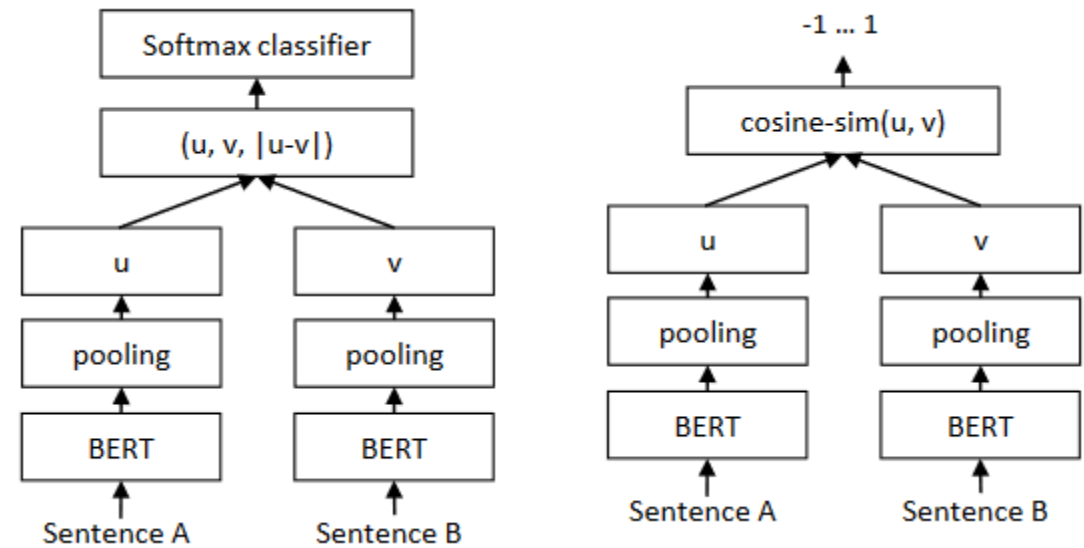 Softmax classifier
(u, v, |u-v|)
u
v
pooling
pooling
BERT
BERT
Sentence A
Sentence B
-1 … 1
cosine-sim(u, v)
u
v
pooling
pooling
BERT
BERT
Sentence A
Sentence B